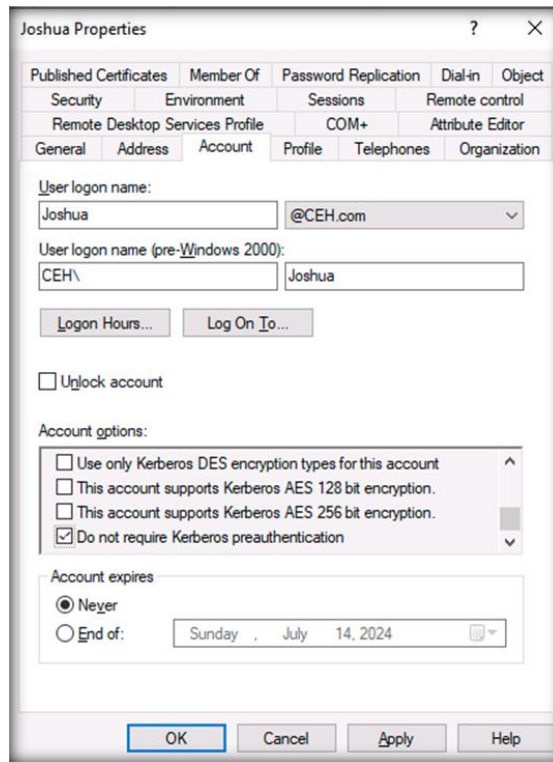 Joshua Properties ? X
Published Certificates Member Of Password Replication Dial-in Object
Security Environment Sessions Remote control
Remote Desktop Services Profile COM+ Attribute Editor
General Address Account Profile Telephones Organization
User logon name:
Joshua @CEH.com
User logon name (pre-Windows 2000):
CEH\ Joshua
Logon Hours... Log On To...
Unlock account
Account options:
Use only Kerberos DES encryption types for this account
This account supports Kerberos AES 128 bit encryption.
This account supports Kerberos AES 256 bit encryption.
Do not require Kerberos preauthentication
Account expires
Never
End of: Sunday , July 14, 2024
OK Cancel Apply Help